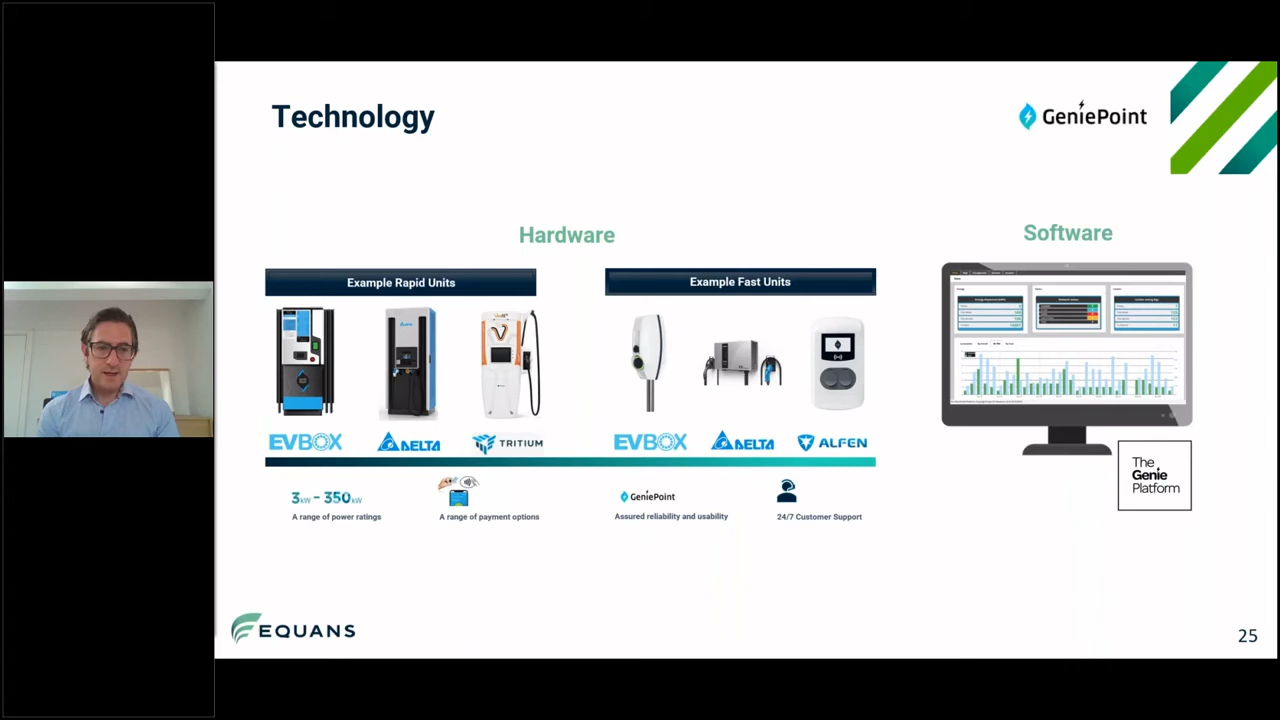 Technology
GeniePoint
Hardware
Software
Example Rapid Units
Example Fast Units
EVBOX
DELTA
TRITIUM
EVBOX
DELTA
ALFEN
3kW - 350kW
A range of power ratings
A range of payment options
GeniePoint
Assured reliability and usability
24/7 Customer Support
The
Genie
Platform
EQUANS
25